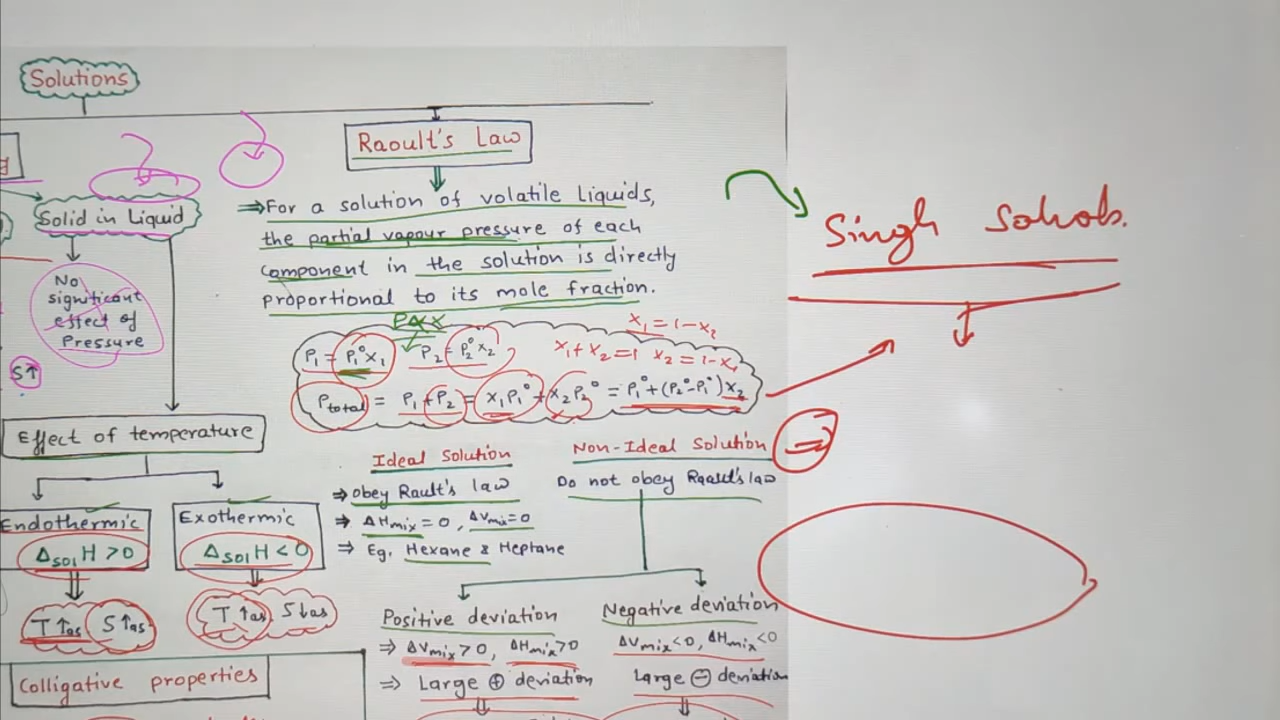 Solutions
Raoult's Law
Solid in Liquid
No
significant
effect of
Pressure
S↑
⇒For a solution of volatile liquids,
the partial vapour pressure of each
component in the solution is directly
proportional to its mole fraction.
P∝X
x₁=1-x₂
P₁ = P₁°x₁ P₂ = P₂°x₂
x₁+x₂=1 x₂=1-x₁
Ptotal = P₁+P₂ = x₁P₁°+x₂P₂° = P₁°+(P₂°-P₁°)x₂
Singh Sahab.
Effect of temperature
Endothermic
ΔsolH>0
T↑as S↑as
Exothermic
ΔsolH<0
T↑as S↓as
Ideal Solution
⇒obey Rault's law
⇒ ΔHmix=0, ΔVmix=0
⇒ Eg. Hexane & Heptane
Non-Ideal Solution
Do not obey Raault's law
Positive deviation
⇒ ΔVmix>0, ΔHmix>0
⇒ Large ⊕ deviation
Negative deviation
ΔVmix<0, ΔHmix<0
Large ⊖ deviation
Colligative properties